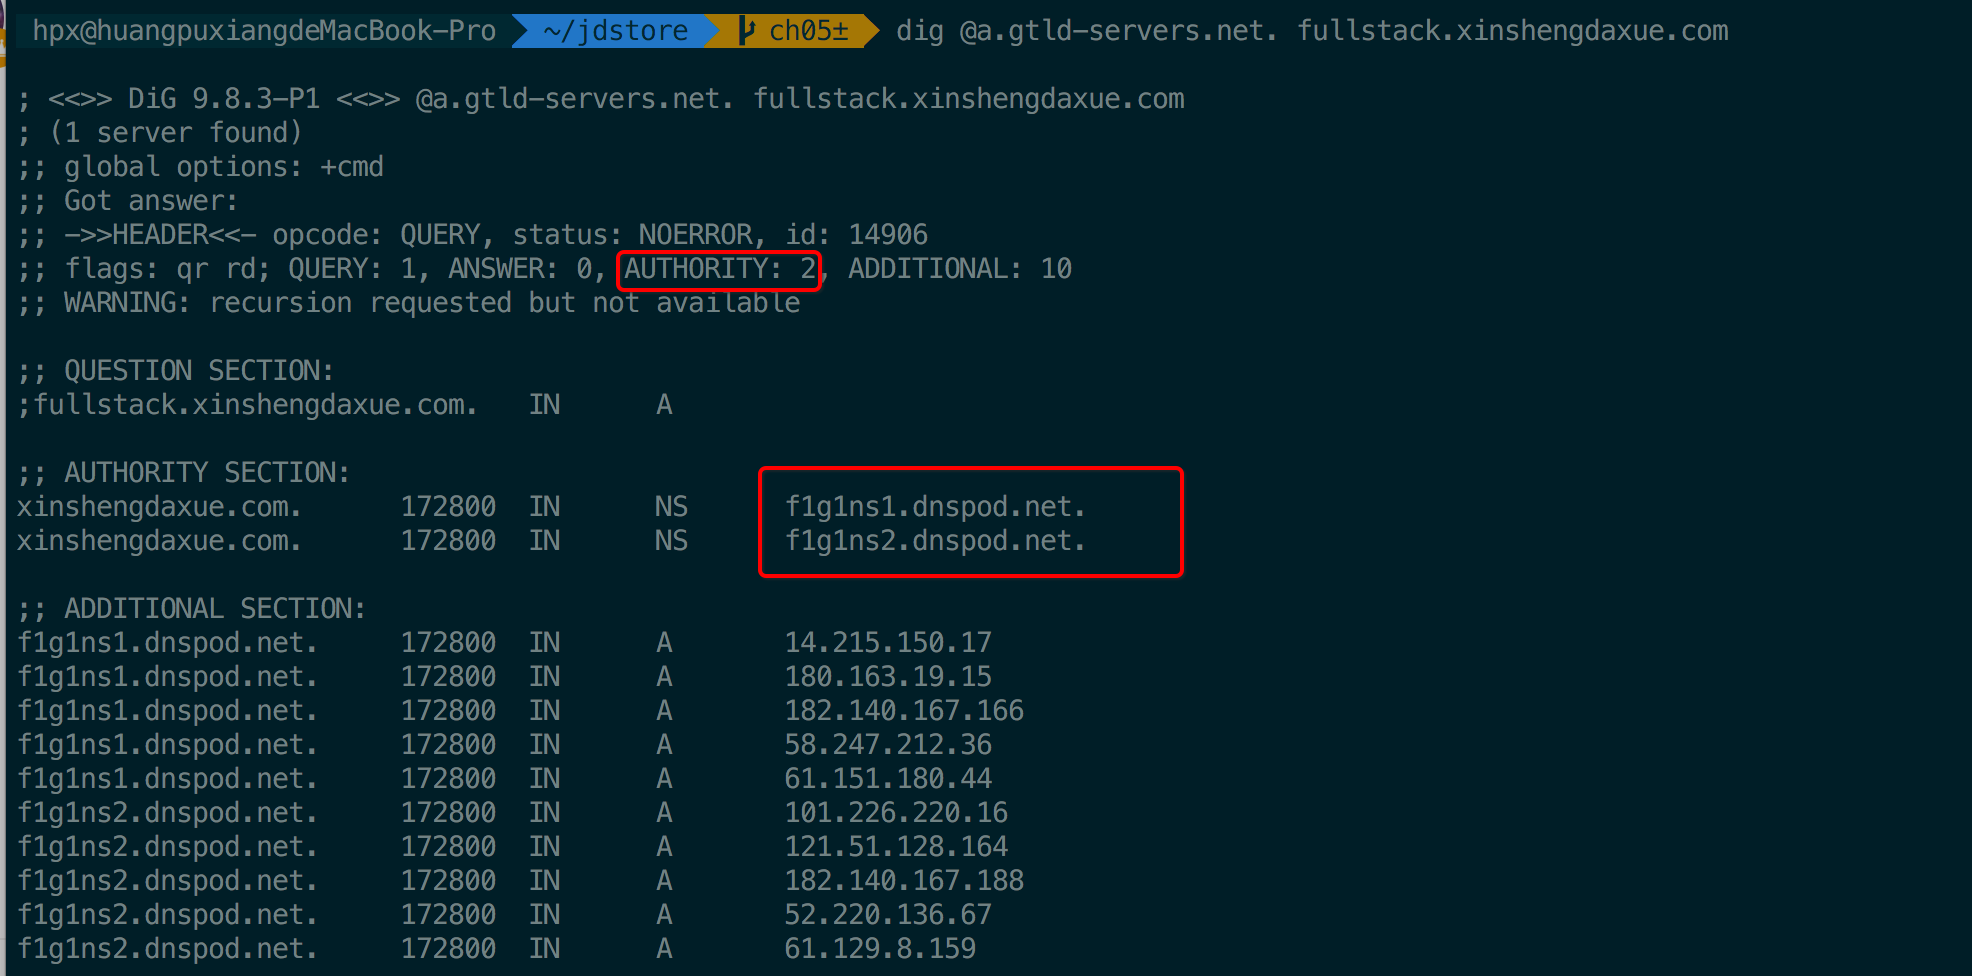 hpx@huangpuxiangdeMacBook-Pro ~/jdstore ch05± dig @a.gtld-servers.net. fullstack.xinshengdaxue.com
; <<>> DiG 9.8.3-P1 <<>> @a.gtld-servers.net. fullstack.xinshengdaxue.com
; (1 server found)
;; global options: +cmd
;; Got answer:
;; ->>HEADER<<- opcode: QUERY, status: NOERROR, id: 14906
;; flags: qr rd; QUERY: 1, ANSWER: 0, AUTHORITY: 2, ADDITIONAL: 10
;; WARNING: recursion requested but not available
;; QUESTION SECTION:
;fullstack.xinshengdaxue.com. IN A
;; AUTHORITY SECTION:
xinshengdaxue.com. 172800 IN NS f1g1ns1.dnspod.net.
xinshengdaxue.com. 172800 IN NS f1g1ns2.dnspod.net.
;; ADDITIONAL SECTION:
f1g1ns1.dnspod.net. 172800 IN A 14.215.150.17
f1g1ns1.dnspod.net. 172800 IN A 180.163.19.15
f1g1ns1.dnspod.net. 172800 IN A 182.140.167.166
f1g1ns1.dnspod.net. 172800 IN A 58.247.212.36
f1g1ns1.dnspod.net. 172800 IN A 61.151.180.44
f1g1ns2.dnspod.net. 172800 IN A 101.226.220.16
f1g1ns2.dnspod.net. 172800 IN A 121.51.128.164
f1g1ns2.dnspod.net. 172800 IN A 182.140.167.188
f1g1ns2.dnspod.net. 172800 IN A 52.220.136.67
f1g1ns2.dnspod.net. 172800 IN A 61.129.8.159